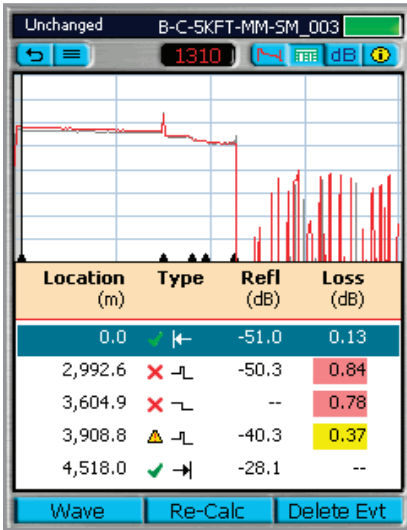 Unchanged B-C-5KFT-MM-SM_003
1310 dB i
Location Type Refl Loss
(m) (dB) (dB)
0.0 -51.0 0.13
2,992.6 -50.3 0.84
3,604.9 -- 0.78
3,908.8 -40.3 0.37
4,518.0 -28.1 --
Wave Re-Calc Delete Evt